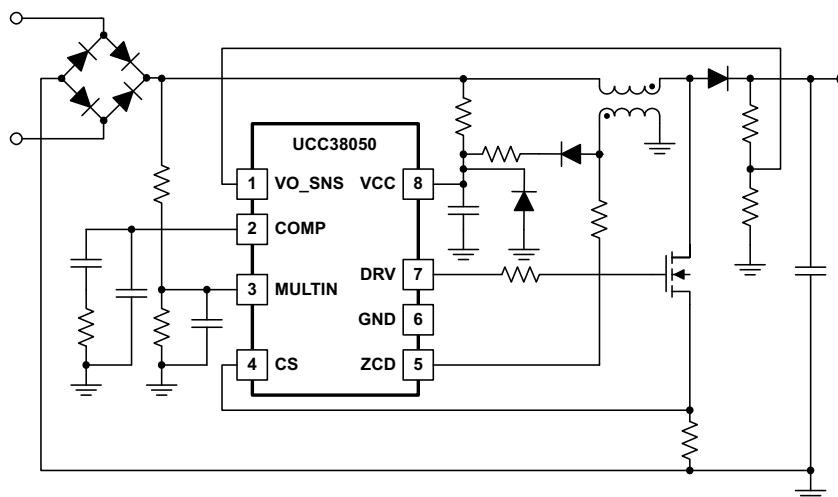 UCC38050
1 VO_SNS VCC 8
2 COMP
DRV 7
3 MULTIN
GND 6
4 CS ZCD 5